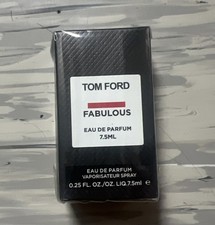 TOM FORD
FABULOUS
EAU DE PARFUM
7.5ML
EAU DE PARFUM
VAPORISATEUR SPRAY
0.25 FL. OZ./OZ. LIQ.7.5ml e